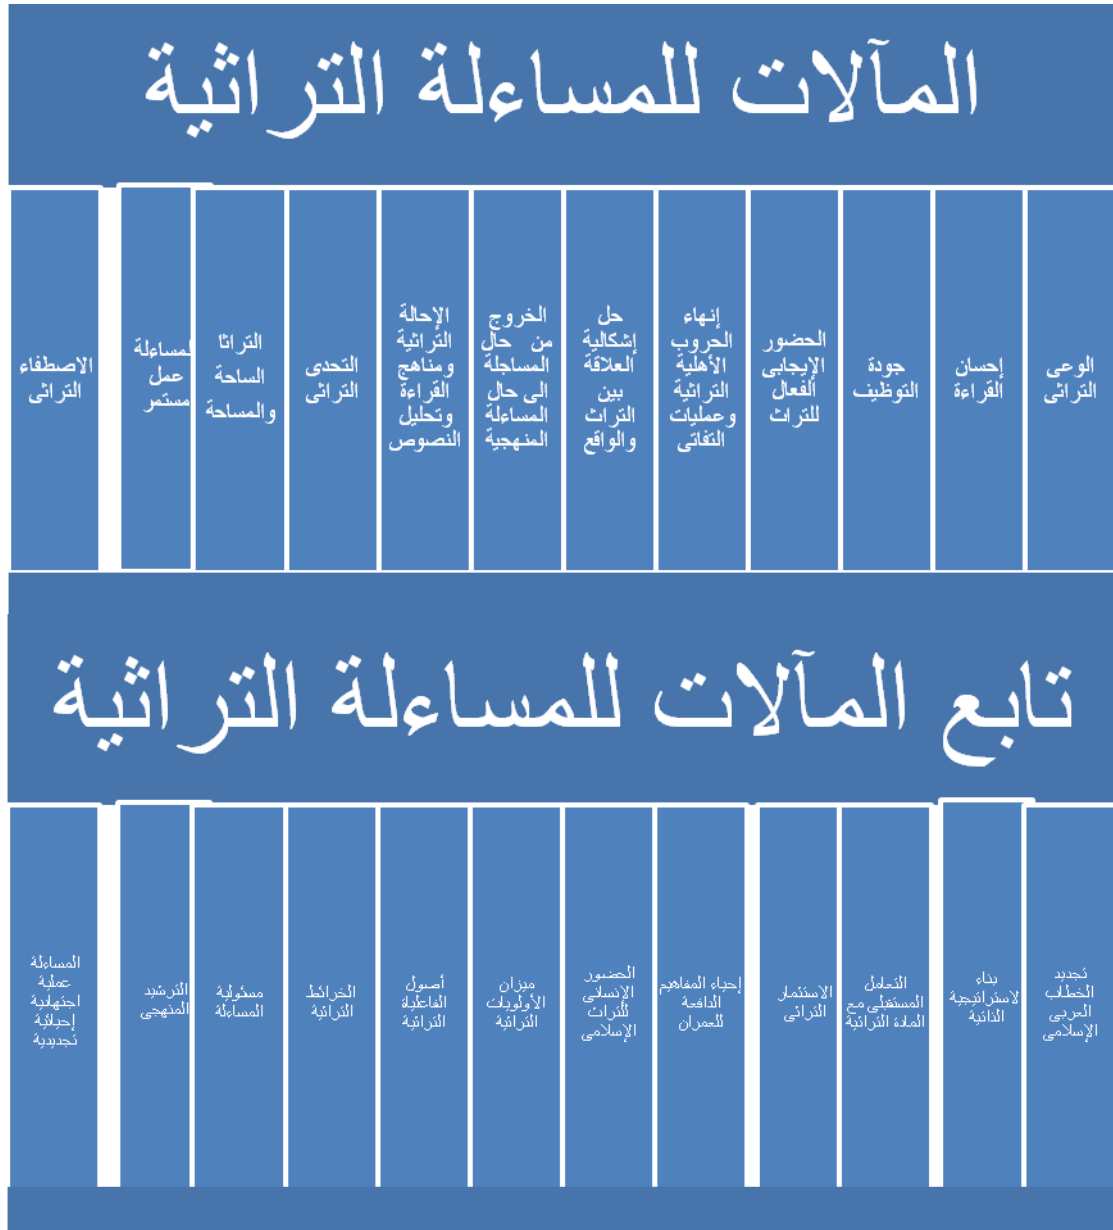 المآلات للمساءلة التراثية
الوعى
التراثى
إحسان
القراءة
جودة
التوظيف
الحضور
الإيجابى
الفعال
للتراث
إنهاء
الحروب
الأهلية
التراثية
وعمليات
التفاتى
حل
إشكالية
العلاقة
بين
التراث
والواقع
الخروج
من حال
المساجلة
الى حال
المساءلة
المنهجية
الإحالة
التراثية
ومناهج
القراءة
وتحليل
النصوص
التحدى
التراثى
التراثا
الساحة
والمساحة
لمساءلة
عمل
مستمر
الاصطفاء
التراثى
تابع المآلات للمساءلة التراثية
تجديد
الخطاب
العربى
الإسلامى
بناء
لاستراتيجية
الذاتية
التعامل
المستقبلى مع
المادة التراثية
الاستثمار
التراثى
إحياء المفاهيم
الدافعة
للعمران
الحضور
الإنسانى
للتراث
الإسلامى
ميزان
الأولويات
التراثية
أصول
الفاعلية
التراثية
الخرائط
التراثية
مسئولية
المساءلة
الترشيد
المنهجى
المساءلة
عملية
اجتهادية
إحيائية
تجديدية